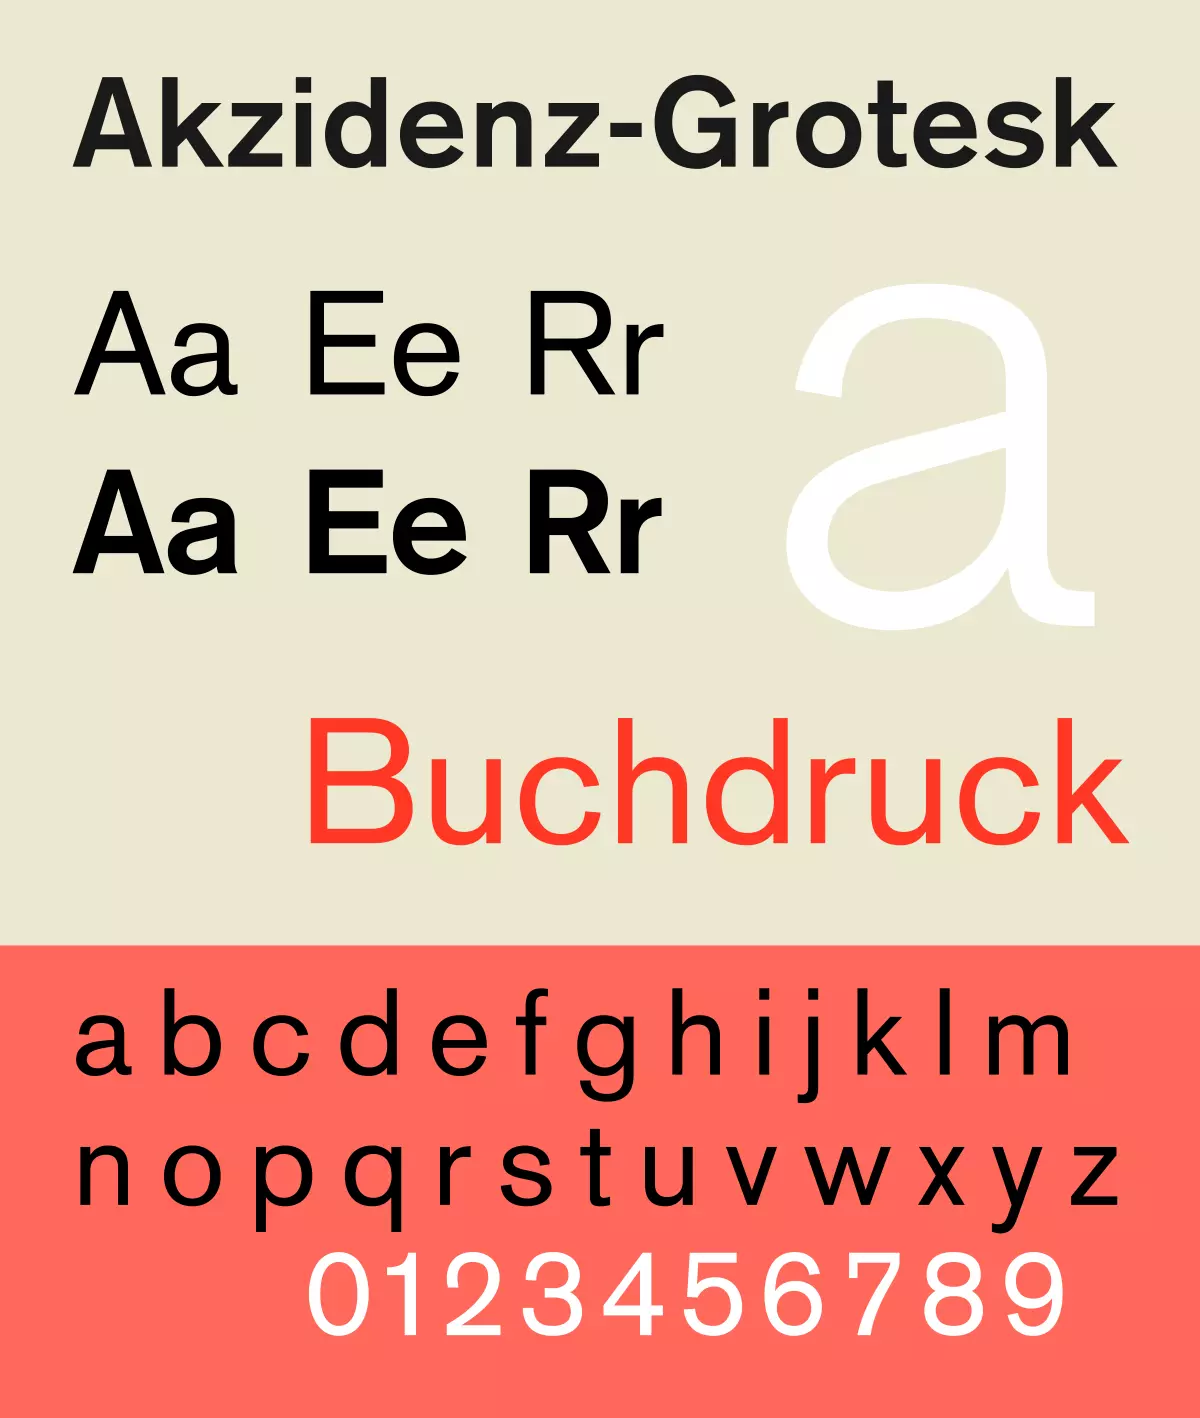 Akzidenz-Grotesk
Aa Ee Rr
a
Aa Ee Rr
Buchdruck
a b c d e f g h i j k l m
n o p q r s t u v w x y z
0123456789